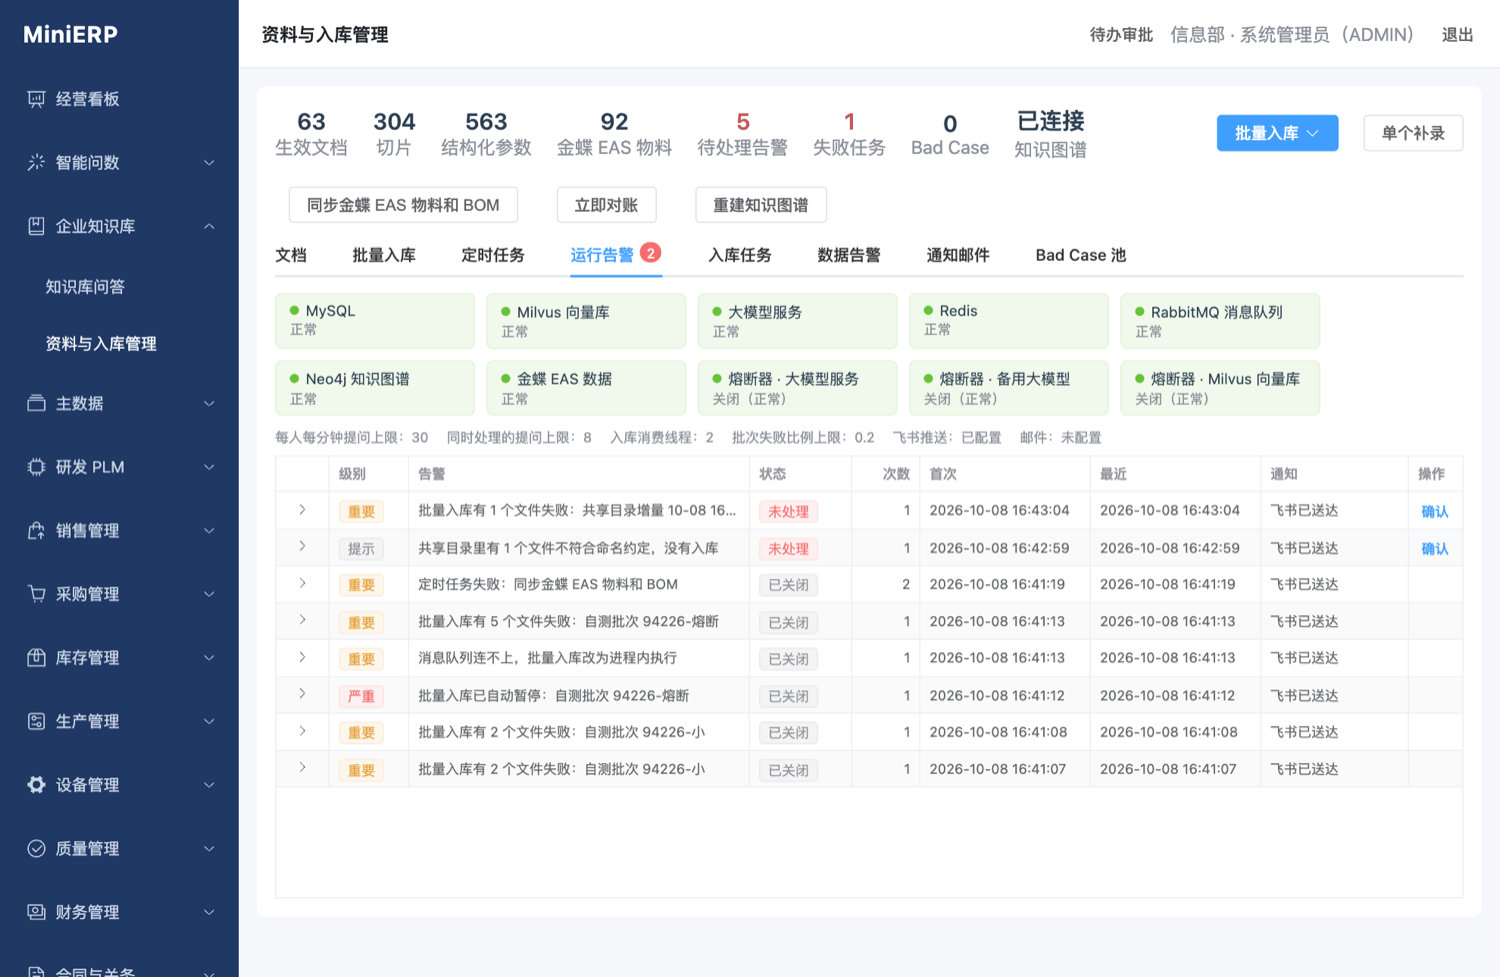 MiniERP
经营看板
智能问数
企业知识库
知识库问答
资料与入库管理
主数据
研发 PLM
销售管理
采购管理
库存管理
生产管理
设备管理
质量管理
财务管理
资料与入库管理
待办审批 信息部 · 系统管理员（ADMIN） 退出
63 304 563 92 5 1 0 已连接
生效文档 切片 结构化参数 金蝶 EAS 物料 待处理告警 失败任务 Bad Case 知识图谱
批量入库 单个补录
同步金蝶 EAS 物料和 BOM 立即对账 重建知识图谱
文档 批量入库 定时任务 运行告警 2 入库任务 数据告警 通知邮件 Bad Case 池
MySQL Milvus 向量库 大模型服务 Redis RabbitMQ 消息队列
正常 正常 正常 正常 正常
Neo4j 知识图谱 金蝶 EAS 数据 熔断器 · 大模型服务 熔断器 · 备用大模型 熔断器 · Milvus 向量库
正常 正常 关闭（正常） 关闭（正常） 关闭（正常）
每人每分钟提问上限：30 同时处理的提问上限：8 入库消费线程：2 批次失败比例上限：0.2 飞书推送：已配置 邮件：未配置
级别 告警 状态 次数 首次 最近 通知 操作
重要 批量入库有 1 个文件失败：共享目录增量 10-08 16... 未处理 1 2026-10-08 16:43:04 2026-10-08 16:43:04 飞书已送达 确认
提示 共享目录里有 1 个文件不符合命名约定，没有入库 未处理 1 2026-10-08 16:42:59 2026-10-08 16:42:59 飞书已送达 确认
重要 定时任务失败：同步金蝶 EAS 物料和 BOM 已关闭 2 2026-10-08 16:41:19 2026-10-08 16:41:19 飞书已送达
重要 批量入库有 5 个文件失败：自测批次 94226-熔断 已关闭 1 2026-10-08 16:41:13 2026-10-08 16:41:13 飞书已送达
重要 消息队列连不上，批量入库改为进程内执行 已关闭 1 2026-10-08 16:41:13 2026-10-08 16:41:13 飞书已送达
严重 批量入库已自动暂停：自测批次 94226-熔断 已关闭 1 2026-10-08 16:41:12 2026-10-08 16:41:12 飞书已送达
重要 批量入库有 2 个文件失败：自测批次 94226-小 已关闭 1 2026-10-08 16:41:08 2026-10-08 16:41:08 飞书已送达
重要 批量入库有 2 个文件失败：自测批次 94226-小 已关闭 1 2026-10-08 16:41:07 2026-10-08 16:41:07 飞书已送达